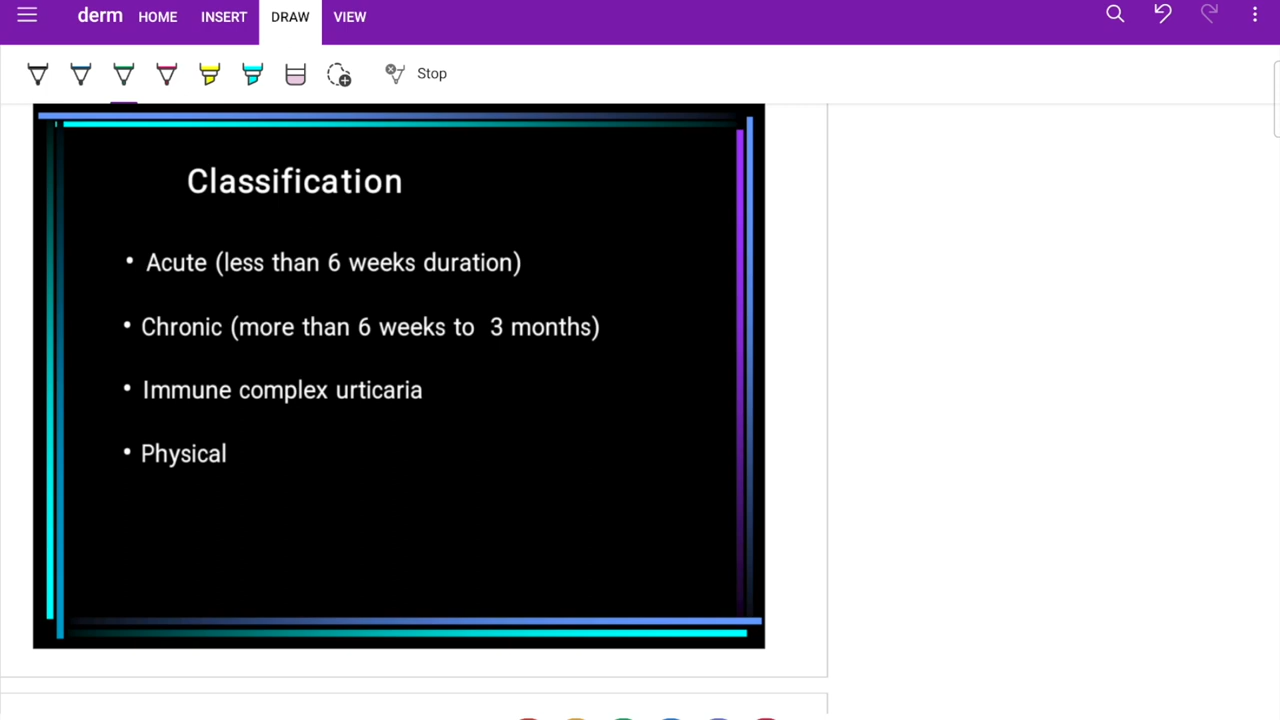 derm HOME INSERT DRAW VIEW
Stop
Classification
• Acute (less than 6 weeks duration)
• Chronic (more than 6 weeks to 3 months)
• Immune complex urticaria
• Physical